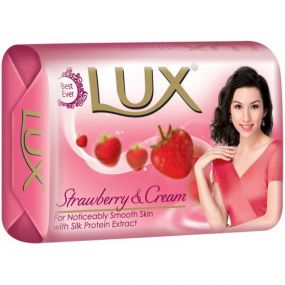 Best
Ever
LUX
LUX
Strawberry & Cream
For Noticeably Smooth Skin
with Silk Protein Extract